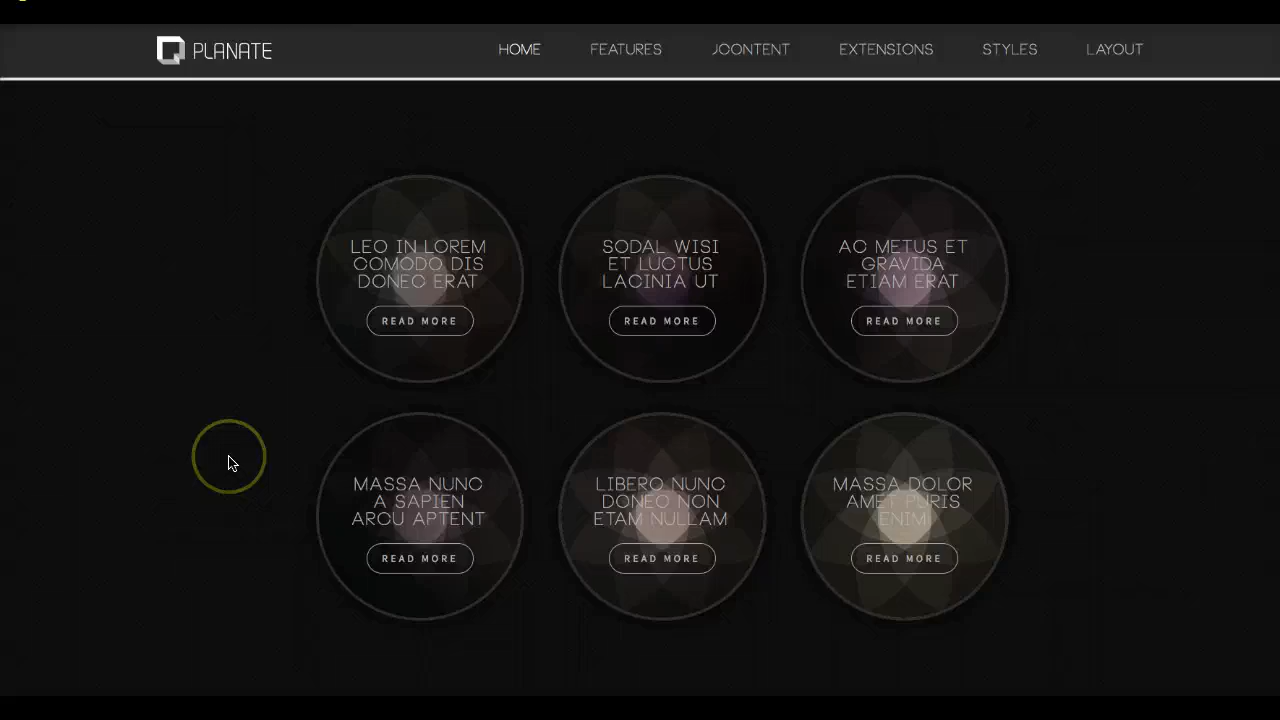 PLANATE
HOME FEATURES JCONTENT EXTENSIONS STYLES LAYOUT
LEO IN LOREM
COMODO DIS
DONEC ERAT
READ MORE
SODAL WISI
ET LUCTUS
LACINIA UT
READ MORE
AC METUS ET
GRAVIDA
ETIAM ERAT
READ MORE
MASSA NUNC
A SAPIEN
ARCU APTENT
READ MORE
LIBERO NUNC
DONEC NON
ETAM NULLAM
READ MORE
MASSA DOLOR
AMET PURIS
ENIM
READ MORE